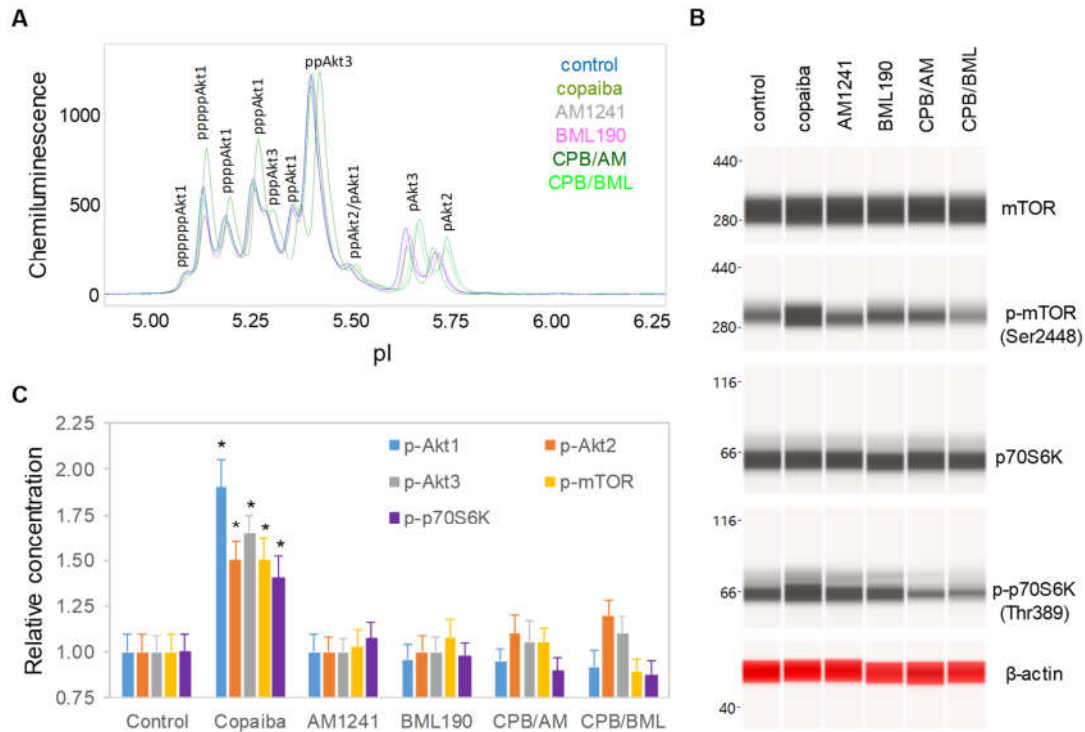 A
ppppppAkt1
pppppAkt1
ppppAkt1
pppAkt1
pppAkt3
ppAkt1
ppAkt3
ppAkt2/pAkt1
pAkt3
pAkt2
control
copaiba
AM1241
BML190
CPB/AM
CPB/BML
Chemiluminescence
1000
500
0
5.00 5.25 5.50 5.75 6.00 6.25
pI
B
control copaiba AM1241 BML190 CPB/AM CPB/BML
440-
280-
mTOR
440-
280-
p-mTOR
(Ser2448)
116-
66-
p70S6K
116-
66-
p-p70S6K
(Thr389)
β-actin
40-
C
Relative concentration
2.25
2.00
1.75
1.50
1.25
1.00
0.75
p-Akt1 p-Akt2
p-Akt3 p-mTOR
p-p70S6K
* * * * *
Control Copaiba AM1241 BML190 CPB/AM CPB/BML